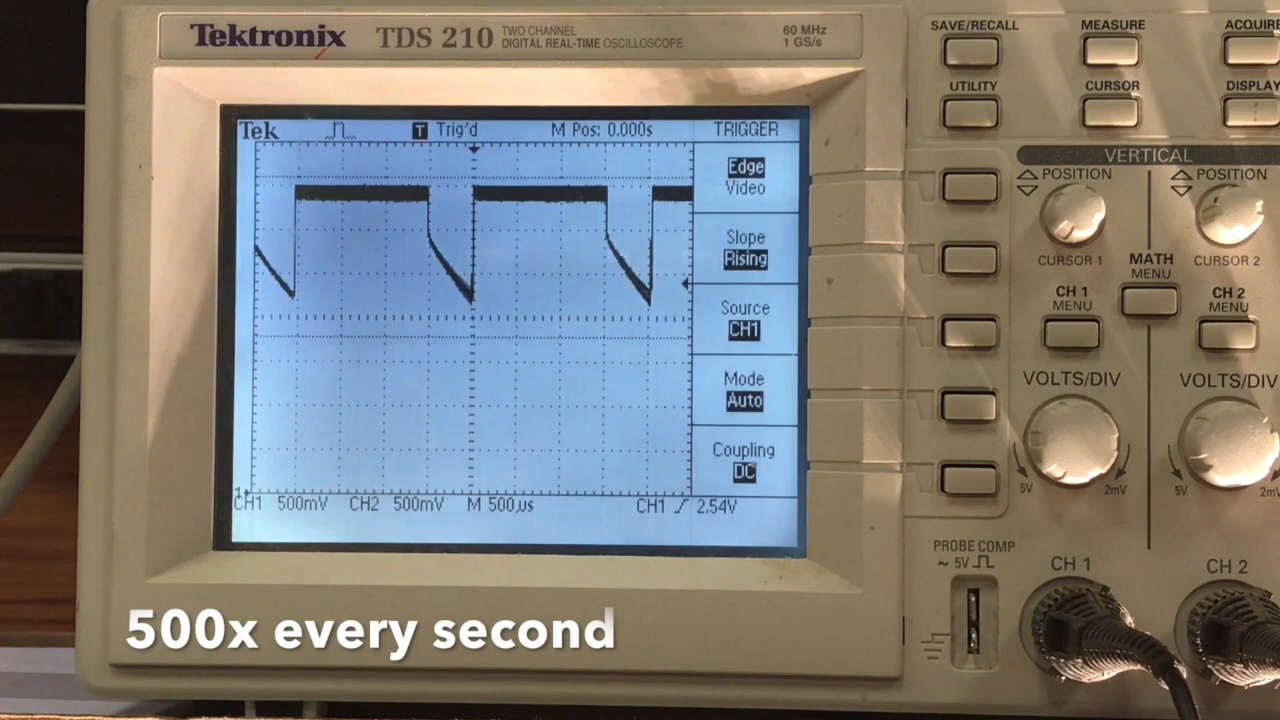 Tektronix TDS 210 TWO CHANNEL DIGITAL REAL-TIME OSCILLOSCOPE
60 MHz
1 GS/s
SAVE/RECALL MEASURE ACQUIRE
UTILITY CURSOR DISPLAY
Tek T Trig'd M Pos: 0.000s TRIGGER
Edge
Video
Slope
Rising
Source
CH1
Mode
Auto
Coupling
DC
1
CH1 500mV CH2 500mV M 500µs CH1 2.54V
VERTICAL
POSITION POSITION
CURSOR 1 CURSOR 2
MATH
MENU
CH 1
MENU
CH 2
MENU
VOLTS/DIV VOLTS/DIV
5V 2mV 5V 2mV
PROBE COMP
~ 5V
CH 1 CH 2
500x every second